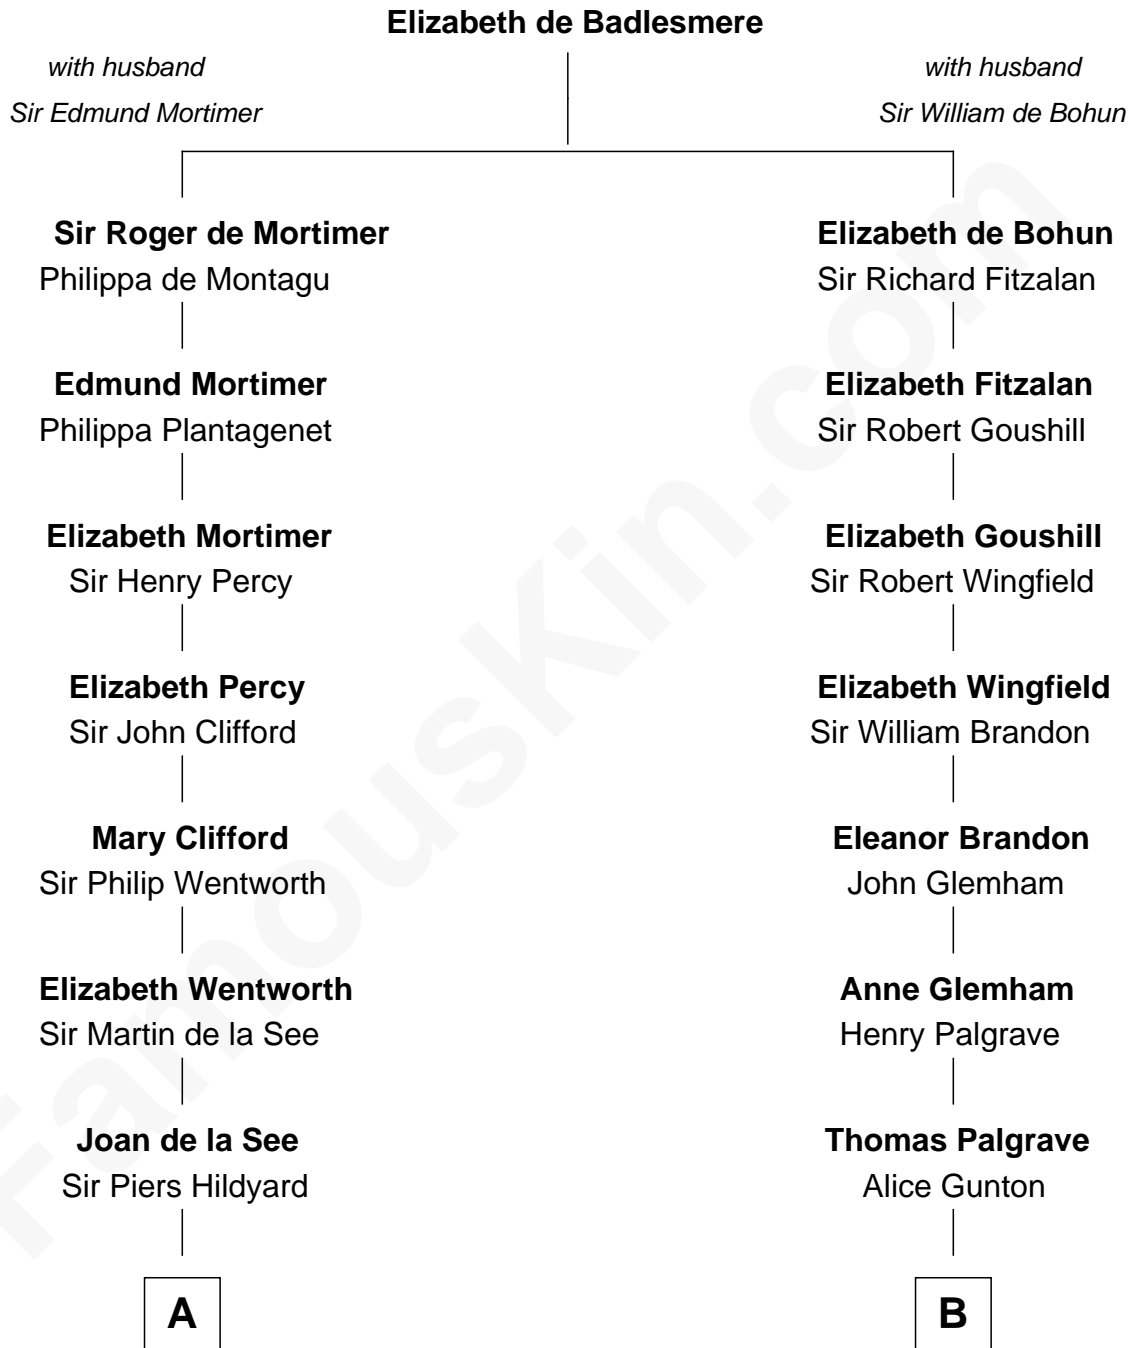 Elizabeth de Badlesmere
with husband
Sir Edmund Mortimer
with husband
Sir William de Bohun
Sir Roger de Mortimer
Philippa de Montagu
Edmund Mortimer
Philippa Plantagenet
Elizabeth Mortimer
Sir Henry Percy
Elizabeth Percy
Sir John Clifford
Mary Clifford
Sir Philip Wentworth
Elizabeth Wentworth
Sir Martin de la See
Joan de la See
Sir Piers Hildyard
A
Elizabeth de Bohun
Sir Richard Fitzalan
Elizabeth Fitzalan
Sir Robert Goushill
Elizabeth Goushill
Sir Robert Wingfield
Elizabeth Wingfield
Sir William Brandon
Eleanor Brandon
John Glemham
Anne Glemham
Henry Palgrave
Thomas Palgrave
Alice Gunton
B
FamousKin.com